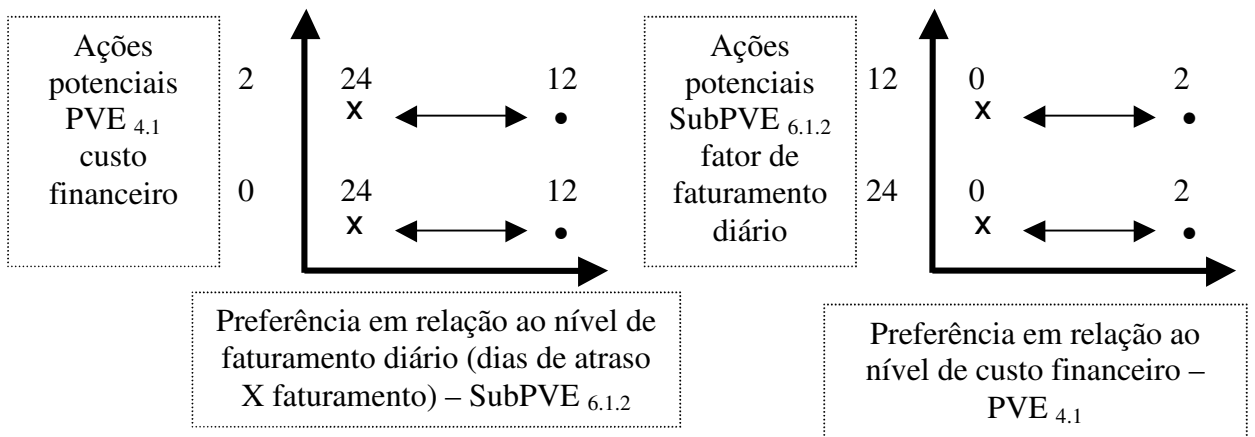 Ações
potenciais
PVE 4.1
custo
financeiro
2
24
12
x
•
0
24
12
x
•
Preferência em relação ao nível de
faturamento diário (dias de atraso
X faturamento) – SubPVE 6.1.2
Ações
potenciais
SubPVE 6.1.2
fator de
faturamento
diário
12
0
2
x
•
24
0
2
x
•
Preferência em relação ao
nível de custo financeiro –
PVE 4.1